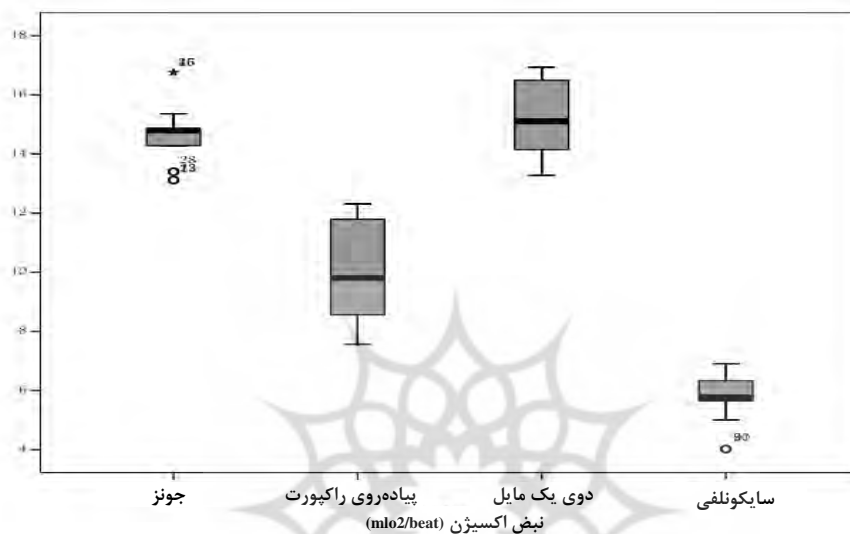 18
16
14
12
10
8
6
4
جونز
پیاده‌روی راکپورت
دوی یک مایل
سایکونلفی
نبض اکسیژن (mlo2/beat)